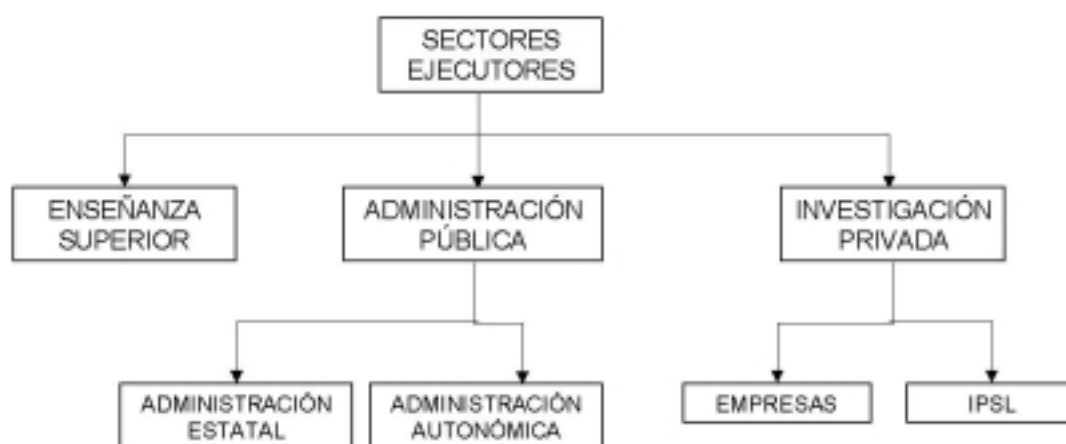 SECTORES
EJECUTORES
ENSEÑANZA
SUPERIOR
ADMINISTRACIÓN
PÚBLICA
INVESTIGACIÓN
PRIVADA
ADMINISTRACIÓN
ESTATAL
ADMINISTRACIÓN
AUTONÓMICA
EMPRESAS
IPSL